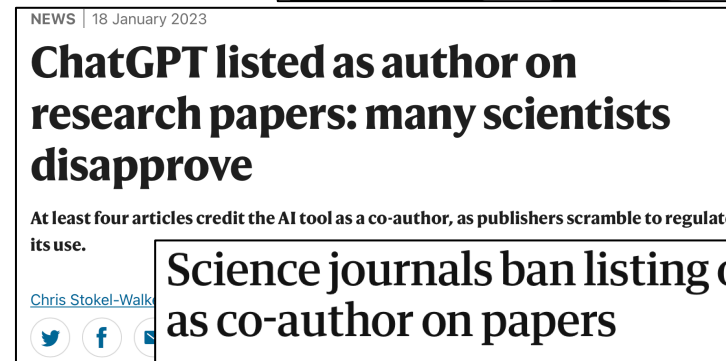 NEWS | 18 January 2023
ChatGPT listed as author on
research papers: many scientists
disapprove
At least four articles credit the AI tool as a co-author, as publishers scramble to regulat
its use.
Science journals ban listing
Chris Stokel-Walk
as co-author on papers